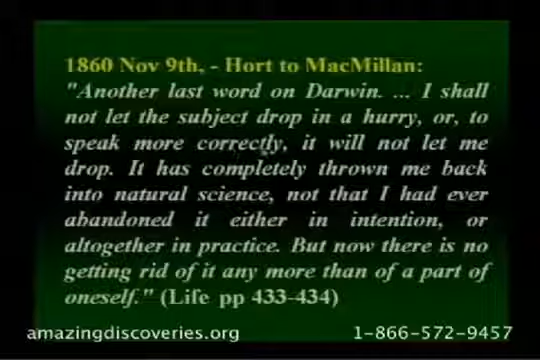 1860 Nov 9th, - Hort to MacMillan:
"Another last word on Darwin. ... I shall
not let the subject drop in a hurry, or, to
speak more correctly, it will not let me
drop. It has completely thrown me back
into natural science, not that I had ever
abandoned it either in intention, or
altogether in practice. But now there is no
getting rid of it any more than of a part of
oneself." (Life pp 433-434)
amazingdiscoveries.org 1-866-572-9457